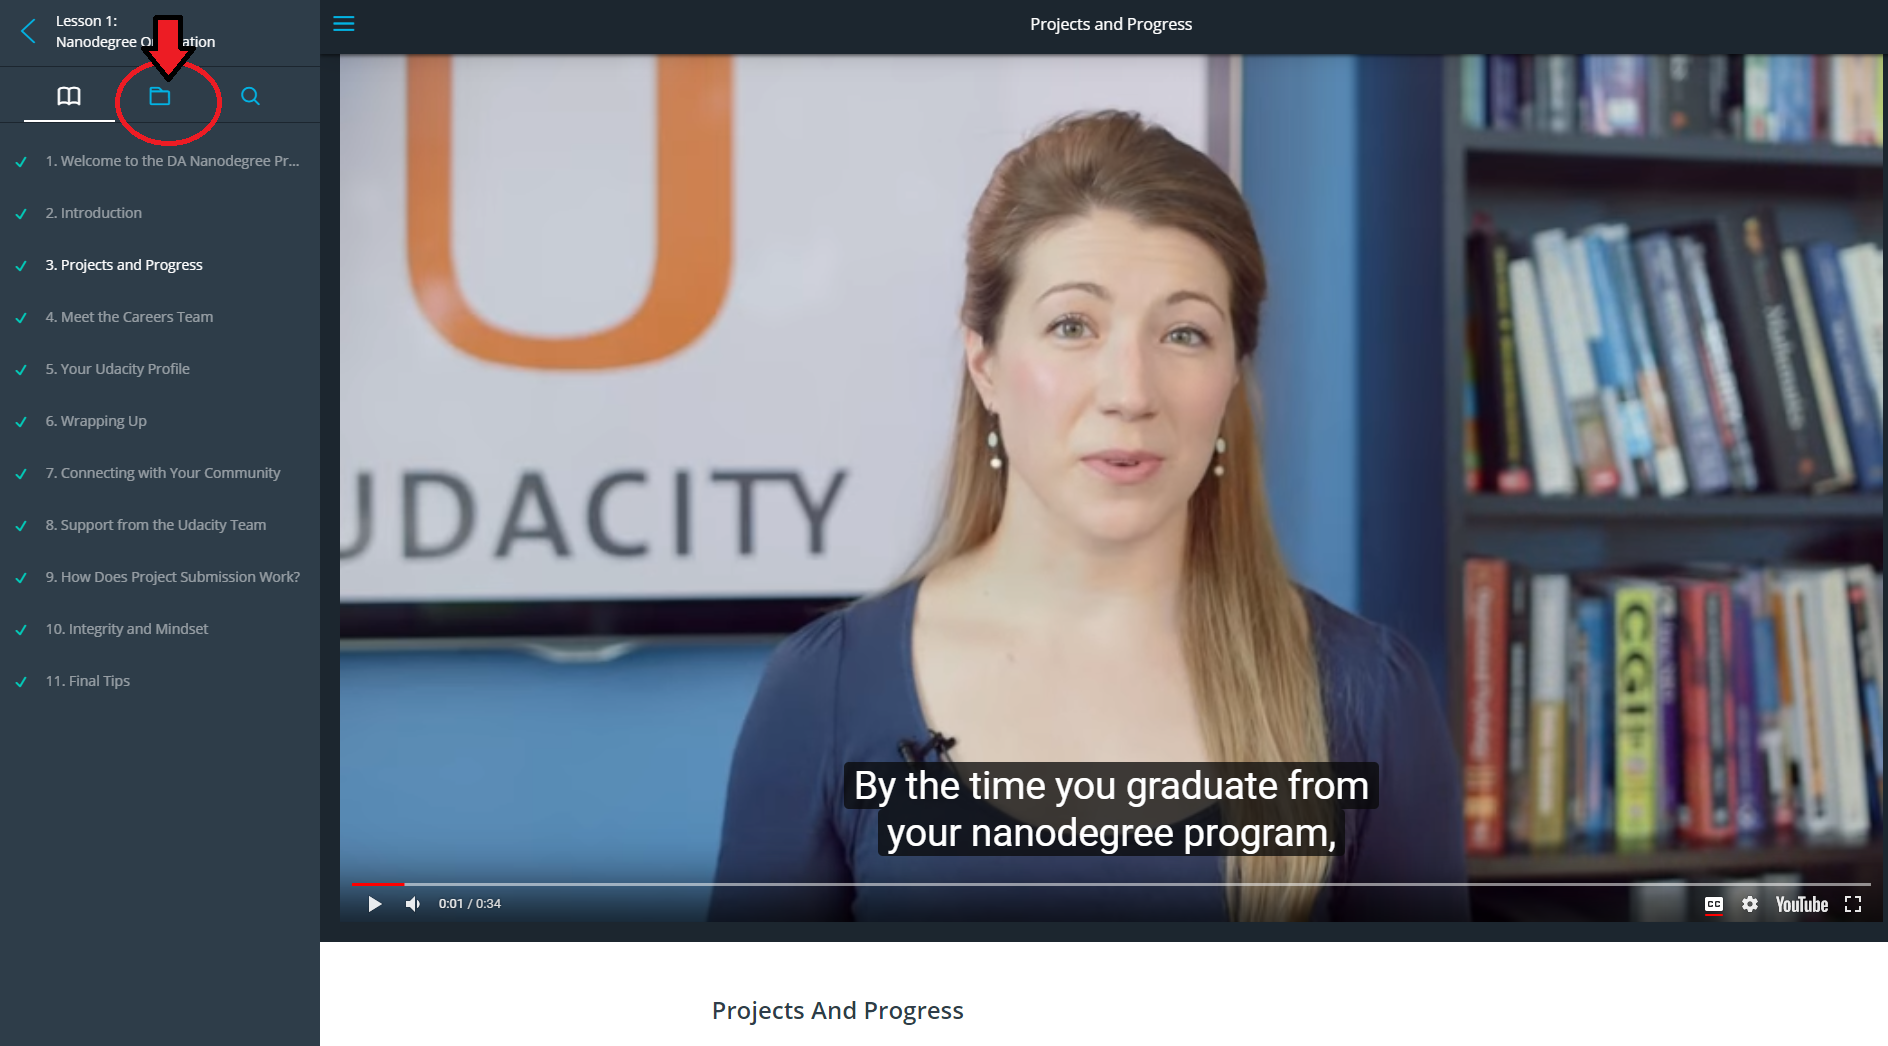 Lesson 1:
Nanodegree O ation
Projects and Progress
1. Welcome to the DA Nanodegree Pr...
2. Introduction
3. Projects and Progress
4. Meet the Careers Team
5. Your Udacity Profile
6. Wrapping Up
7. Connecting with Your Community
8. Support from the Udacity Team
9. How Does Project Submission Work?
10. Integrity and Mindset
11. Final Tips
U
UDACITY
CGI
By the time you graduate from
your nanodegree program,
0:01 / 0:34
CC
YouTube
Projects And Progress